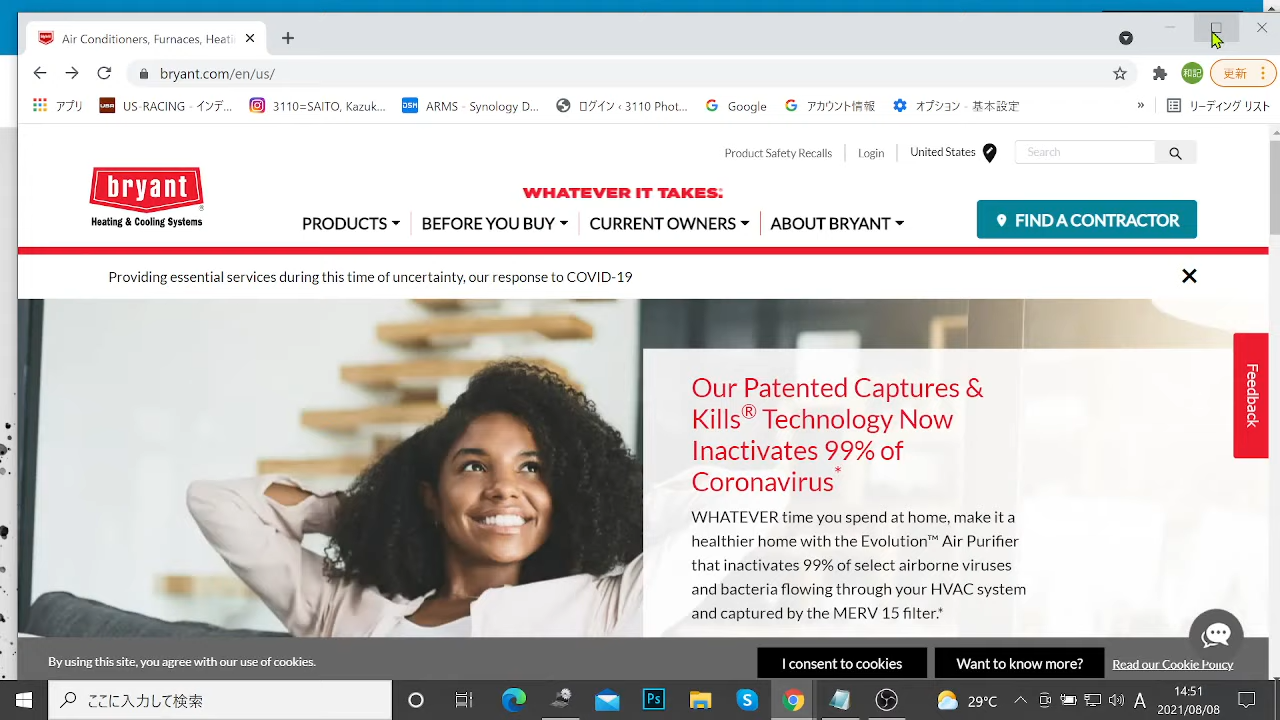 Air Conditioners, Furnaces, Heatin
bryant.com/en/us/
和記
更新
アプリ
US-RACING - インデ...
3110=SAITO, Kazuk...
DSM
ARMS - Synology D...
ログイン ‹ 3110 Phot...
Google
アカウント情報
オプション - 基本設定
»
リーディング リスト
Product Safety Recalls
Login
United States
Search
bryant
Heating & Cooling Systems
WHATEVER IT TAKES.
PRODUCTS
BEFORE YOU BUY
CURRENT OWNERS
ABOUT BRYANT
FIND A CONTRACTOR
Providing essential services during this time of uncertainty, our response to COVID-19
Feedback
Our Patented Captures &
Kills® Technology Now
Inactivates 99% of
Coronavirus*
WHATEVER time you spend at home, make it a
healthier home with the Evolution™ Air Purifier
that inactivates 99% of select airborne viruses
and bacteria flowing through your HVAC system
and captured by the MERV 15 filter.*
By using this site, you agree with our use of cookies.
I consent to cookies
Want to know more?
Read our Cookie Policy
ここに入力して検索
Ps
29°C
A
14:51
2021/08/08